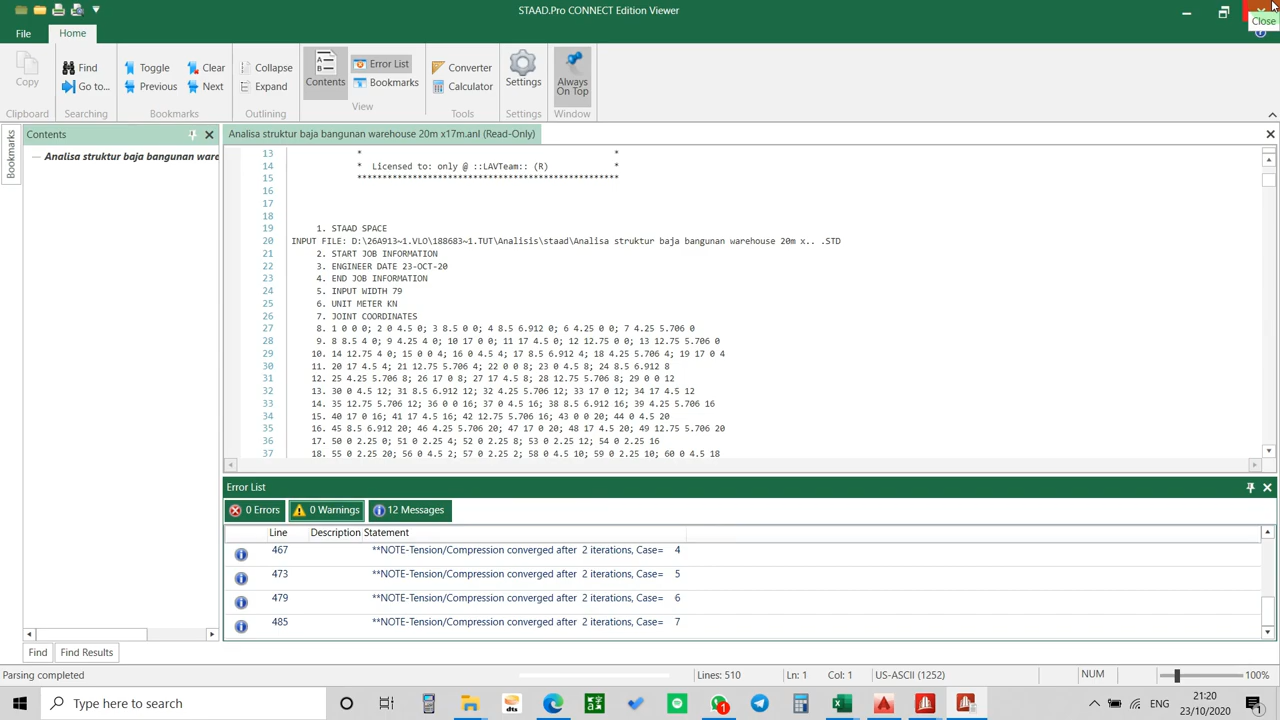 STAAD.Pro CONNECT Edition Viewer
Close
File
Home
Copy
Find
Go to...
Toggle
Previous
Clear
Next
Collapse
Expand
Contents
Error List
Bookmarks
Converter
Calculator
Settings
Always On Top
Clipboard
Searching
Bookmarks
Outlining
View
Tools
Settings
Window
Bookmarks
Contents
Analisa struktur baja bangunan ware
Analisa struktur baja bangunan warehouse 20m x17m.anl (Read-Only)
13 * *
14 * Licensed to: only @ ::LAVTeam:: (R) *
15 ****************************************************
16
17
18
19 1. STAAD SPACE
20 INPUT FILE: D:\26A913~1.VLO\188683~1.TUT\Analisis\staad\Analisa struktur baja bangunan warehouse 20m x.. .STD
21 2. START JOB INFORMATION
22 3. ENGINEER DATE 23-OCT-20
23 4. END JOB INFORMATION
24 5. INPUT WIDTH 79
25 6. UNIT METER KN
26 7. JOINT COORDINATES
27 8. 1 0 0 0; 2 0 4.5 0; 3 8.5 0 0; 4 8.5 6.912 0; 6 4.25 0 0; 7 4.25 5.706 0
28 9. 8 8.5 4 0; 9 4.25 4 0; 10 17 0 0; 11 17 4.5 0; 12 12.75 0 0; 13 12.75 5.706 0
29 10. 14 12.75 4 0; 15 0 0 4; 16 0 4.5 4; 17 8.5 6.912 4; 18 4.25 5.706 4; 19 17 0 4
30 11. 20 17 4.5 4; 21 12.75 5.706 4; 22 0 0 8; 23 0 4.5 8; 24 8.5 6.912 8
31 12. 25 4.25 5.706 8; 26 17 0 8; 27 17 4.5 8; 28 12.75 5.706 8; 29 0 0 12
32 13. 30 0 4.5 12; 31 8.5 6.912 12; 32 4.25 5.706 12; 33 17 0 12; 34 17 4.5 12
33 14. 35 12.75 5.706 12; 36 0 0 16; 37 0 4.5 16; 38 8.5 6.912 16; 39 4.25 5.706 16
34 15. 40 17 0 16; 41 17 4.5 16; 42 12.75 5.706 16; 43 0 0 20; 44 0 4.5 20
35 16. 45 8.5 6.912 20; 46 4.25 5.706 20; 47 17 0 20; 48 17 4.5 20; 49 12.75 5.706 20
36 17. 50 0 2.25 0; 51 0 2.25 4; 52 0 2.25 8; 53 0 2.25 12; 54 0 2.25 16
37 18. 55 0 2.25 20; 56 0 4.5 2; 57 0 2.25 2; 58 0 4.5 10; 59 0 2.25 10; 60 0 4.5 18
Error List
0 Errors
0 Warnings
12 Messages
Line Description Statement
467 **NOTE-Tension/Compression converged after 2 iterations, Case= 4
473 **NOTE-Tension/Compression converged after 2 iterations, Case= 5
479 **NOTE-Tension/Compression converged after 2 iterations, Case= 6
485 **NOTE-Tension/Compression converged after 2 iterations, Case= 7
Find
Find Results
Parsing completed
Lines: 510
Ln: 1
Col: 1
US-ASCII (1252)
NUM
100%
Type here to search
dts
1
ENG
21:20
23/10/2020
1